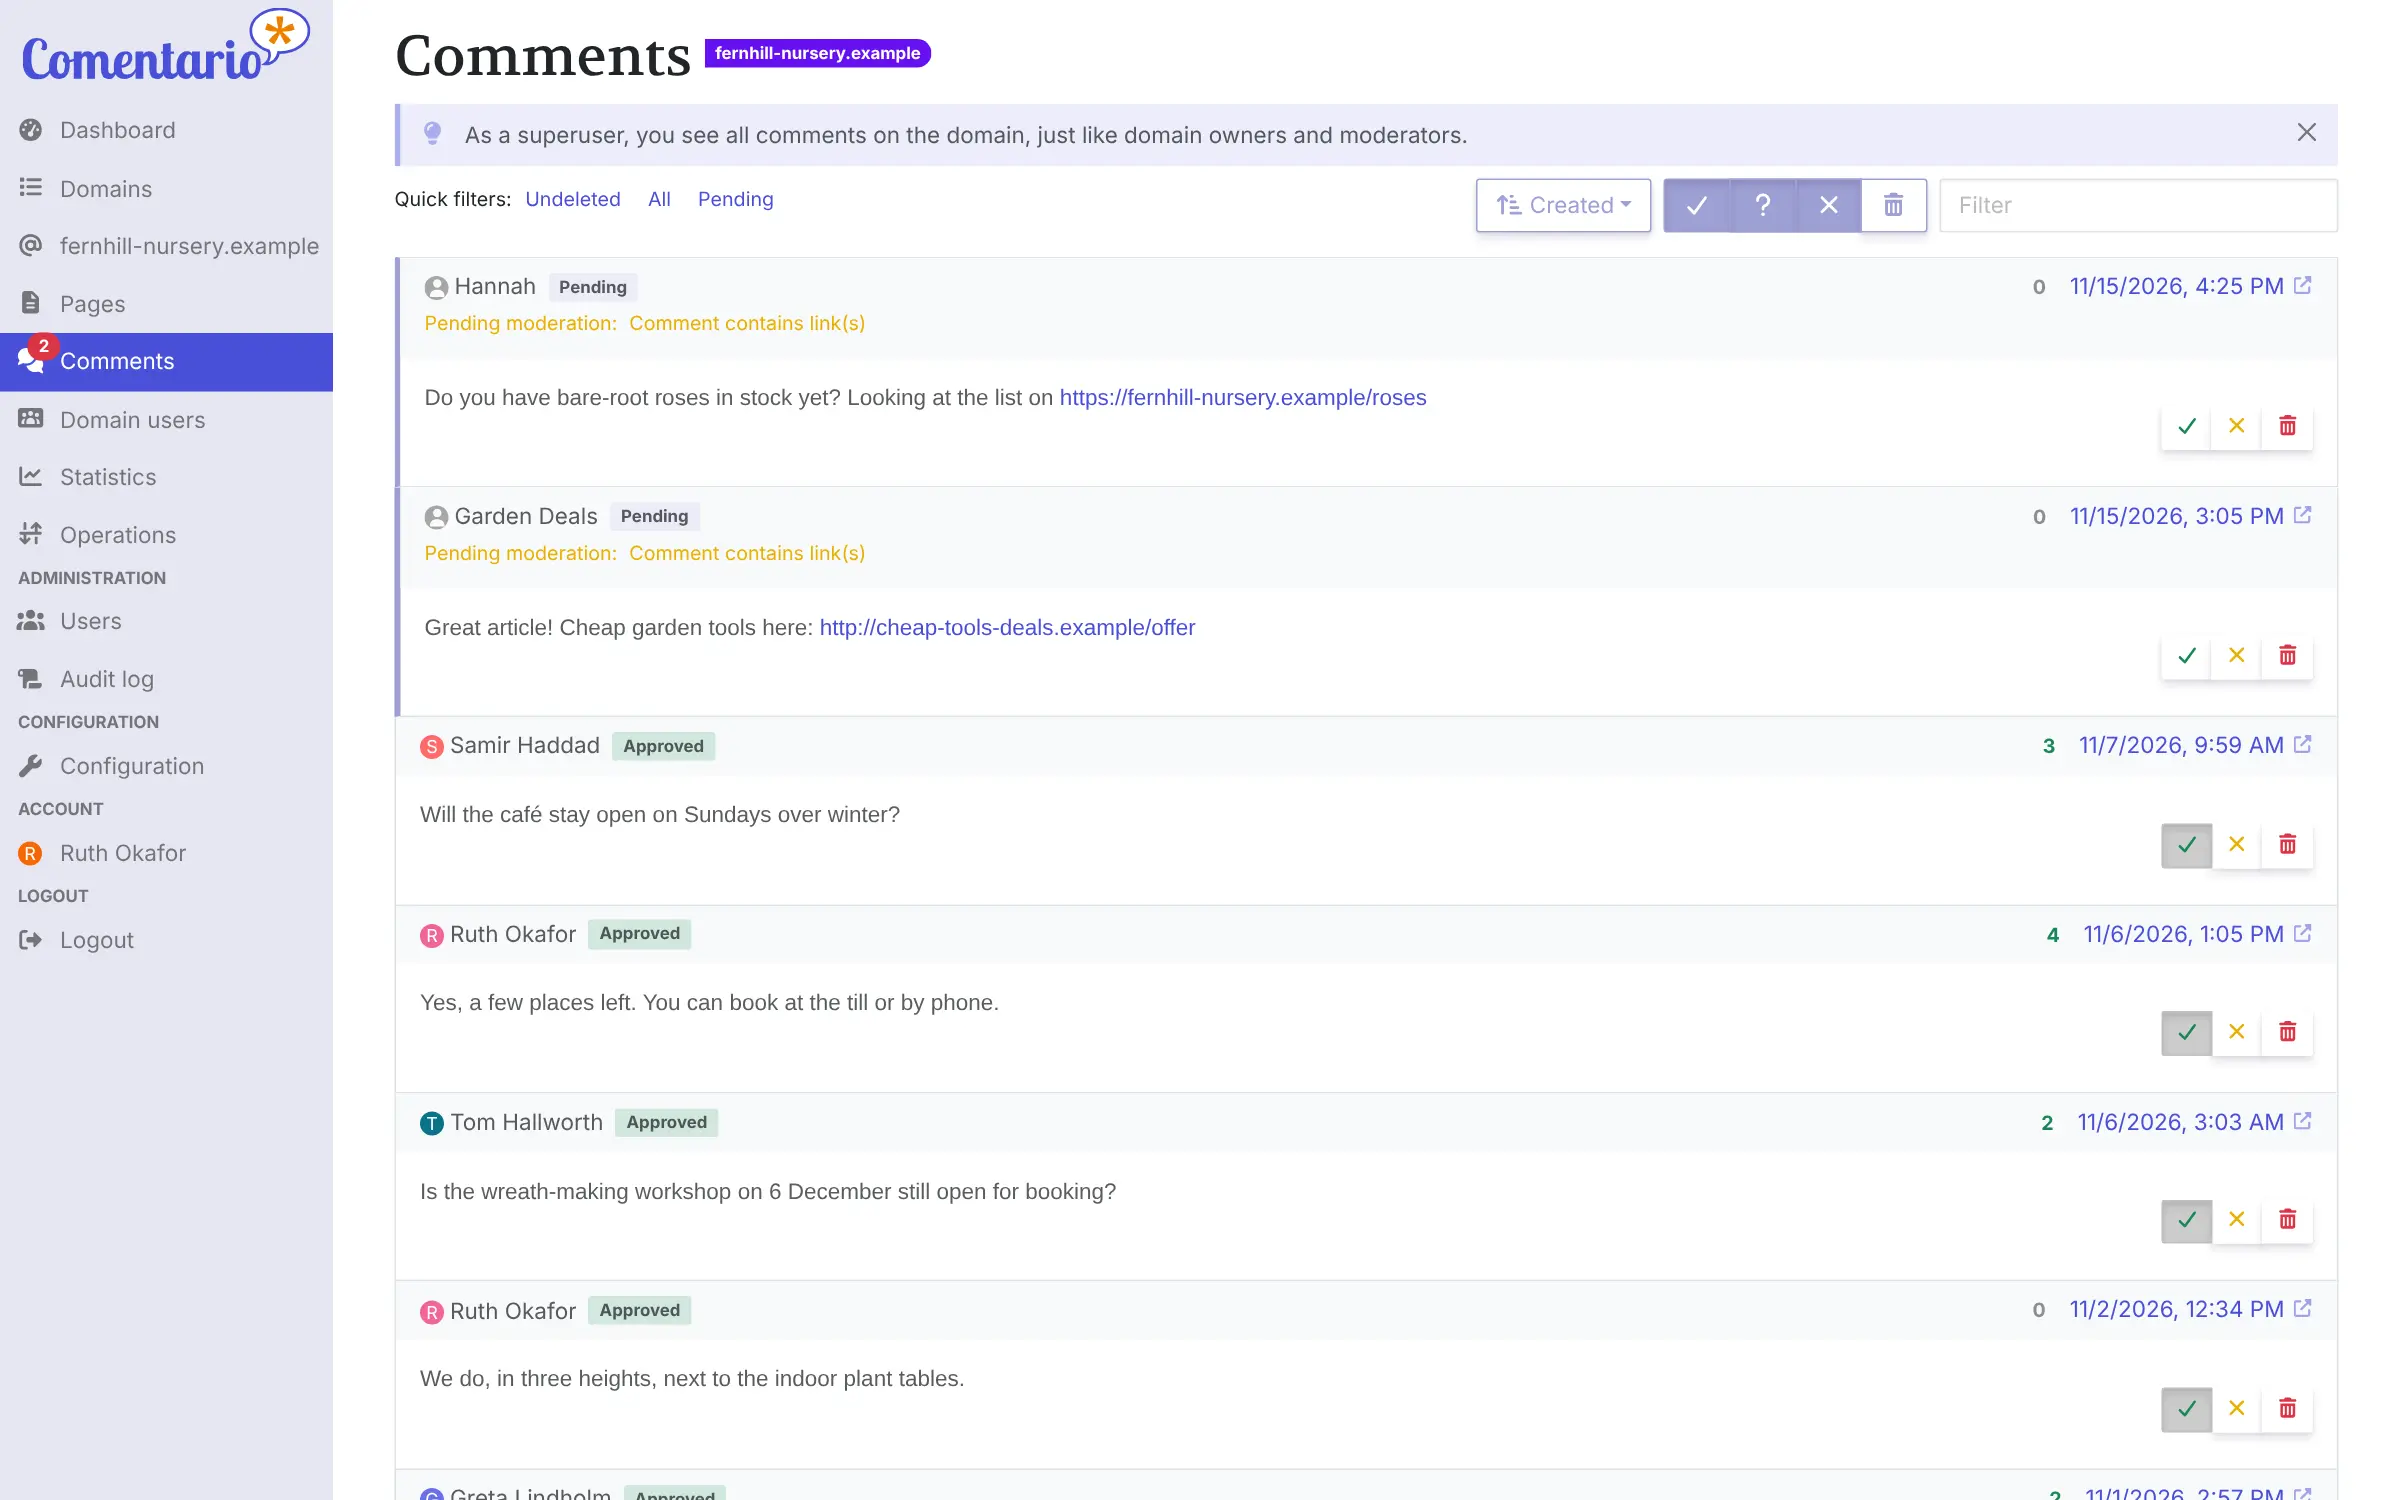 Comentario
Dashboard
Domains
fernhill-nursery.example
Pages
2
Comments
Domain users
Statistics
Operations
ADMINISTRATION
Users
Audit log
CONFIGURATION
Configuration
ACCOUNT
R Ruth Okafor
LOGOUT
Logout
Comments fernhill-nursery.example
As a superuser, you see all comments on the domain, just like domain owners and moderators.
Quick filters: Undeleted All Pending
Created
Filter
Hannah Pending 0 11/15/2026, 4:25 PM
Pending moderation: Comment contains link(s)
Do you have bare-root roses in stock yet? Looking at the list on https://fernhill-nursery.example/roses
Garden Deals Pending 0 11/15/2026, 3:05 PM
Pending moderation: Comment contains link(s)
Great article! Cheap garden tools here: http://cheap-tools-deals.example/offer
S Samir Haddad Approved 3 11/7/2026, 9:59 AM
Will the café stay open on Sundays over winter?
R Ruth Okafor Approved 4 11/6/2026, 1:05 PM
Yes, a few places left. You can book at the till or by phone.
T Tom Hallworth Approved 2 11/6/2026, 3:03 AM
Is the wreath-making workshop on 6 December still open for booking?
R Ruth Okafor Approved 0 11/2/2026, 12:34 PM
We do, in three heights, next to the indoor plant tables.
G Greta Lindholm Approved 2 11/1/2026, 2:57 PM